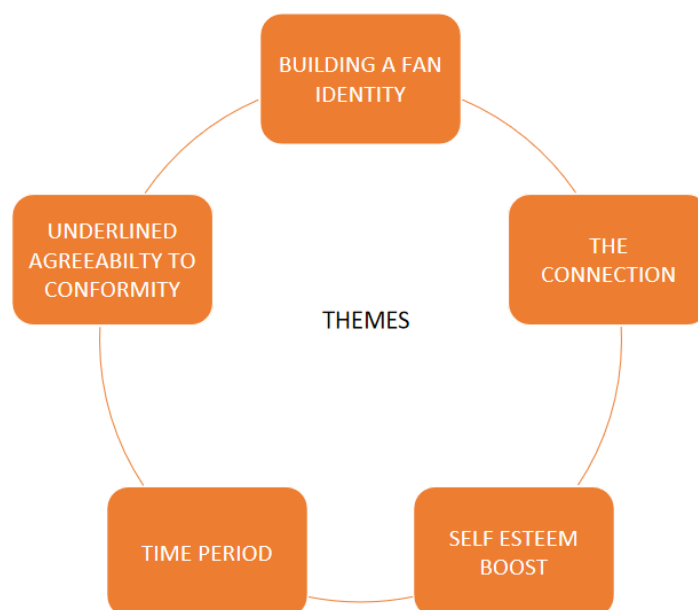 BUILDING A FAN
IDENTITY
UNDERLINED
AGREEABILTY TO
CONFORMITY
THE
CONNECTION
THEMES
TIME PERIOD
SELF ESTEEM
BOOST